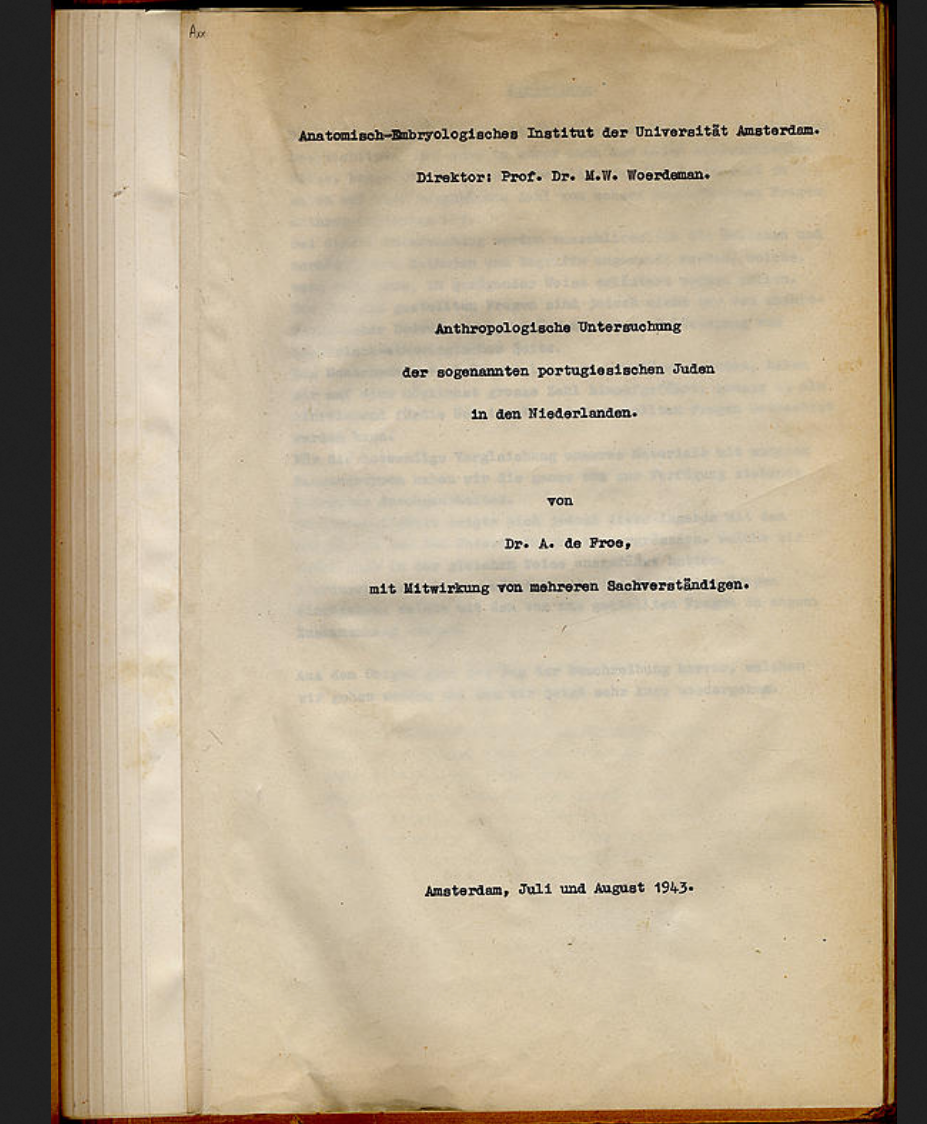 Axx
Anatomisch-Embryologisches Institut der Universität Amsterdam.
Direktor: Prof. Dr. M.W. Woerdeman.
Anthropologische Untersuchung
der sogenannten portugiesischen Juden
in den Niederlanden.
von
Dr. A. de Froe,
mit Mitwirkung von mehreren Sachverständigen.
Amsterdam, Juli und August 1943.